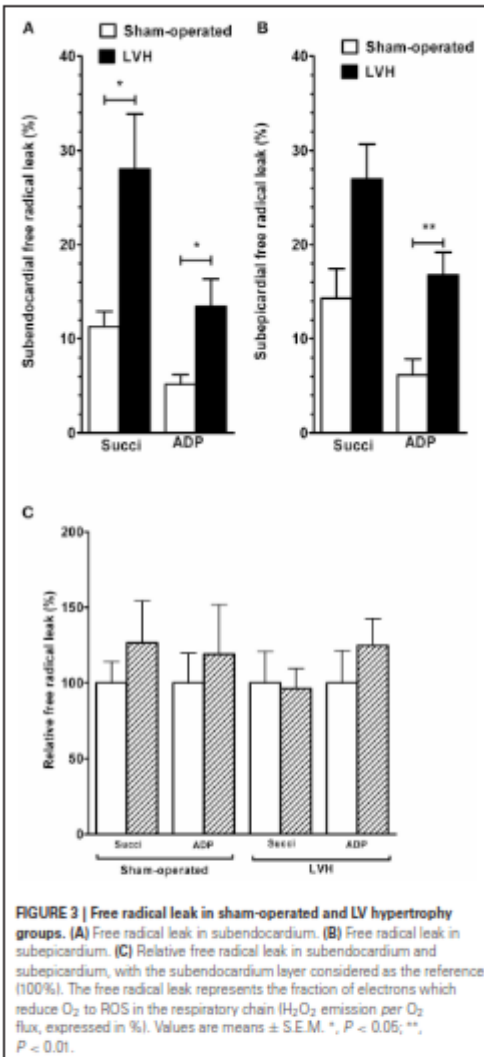 A
Sham-operated
LVH
Subendocardial free radical leak (%)
40
30
20
10
0
*
*
Succi
ADP
B
Sham-operated
LVH
Subepicardial free radical leak (%)
40
30
20
10
0
**
Succi
ADP
C
Relative free radical leak (%)
200
150
100
50
0
Succi
ADP
Succi
ADP
Sham-operated
LVH
FIGURE 3 | Free radical leak in sham-operated and LV hypertrophy
groups. (A) Free radical leak in subendocardium. (B) Free radical leak in
subepicardium. (C) Relative free radical leak in subendocardium and
subepicardium, with the subendocardium layer considered as the reference
(100%). The free radical leak represents the fraction of electrons which
reduce O2 to ROS in the respiratory chain (H2O2 emission per O2
flux, expressed in %). Values are means ± S.E.M. *, P < 0.05; **,
P < 0.01.